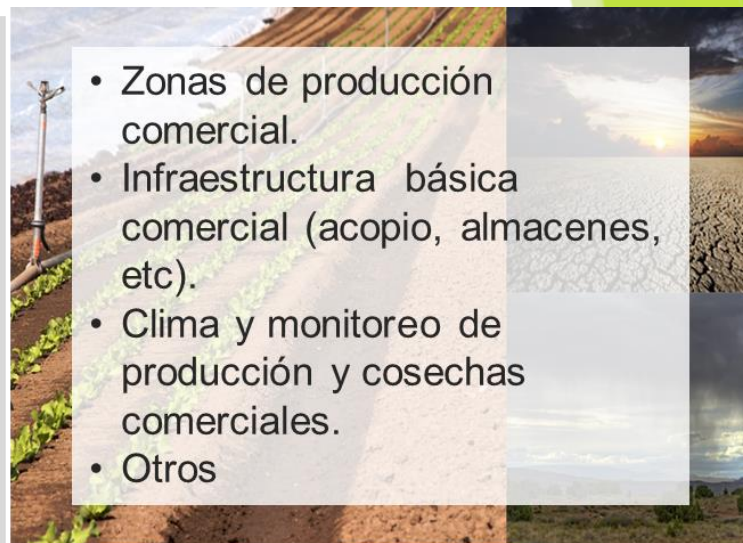 • Zonas de producción
comercial.
• Infraestructura básica
comercial (acopio, almacenes,
etc).
• Clima y monitoreo de
producción y cosechas
comerciales.
• Otros